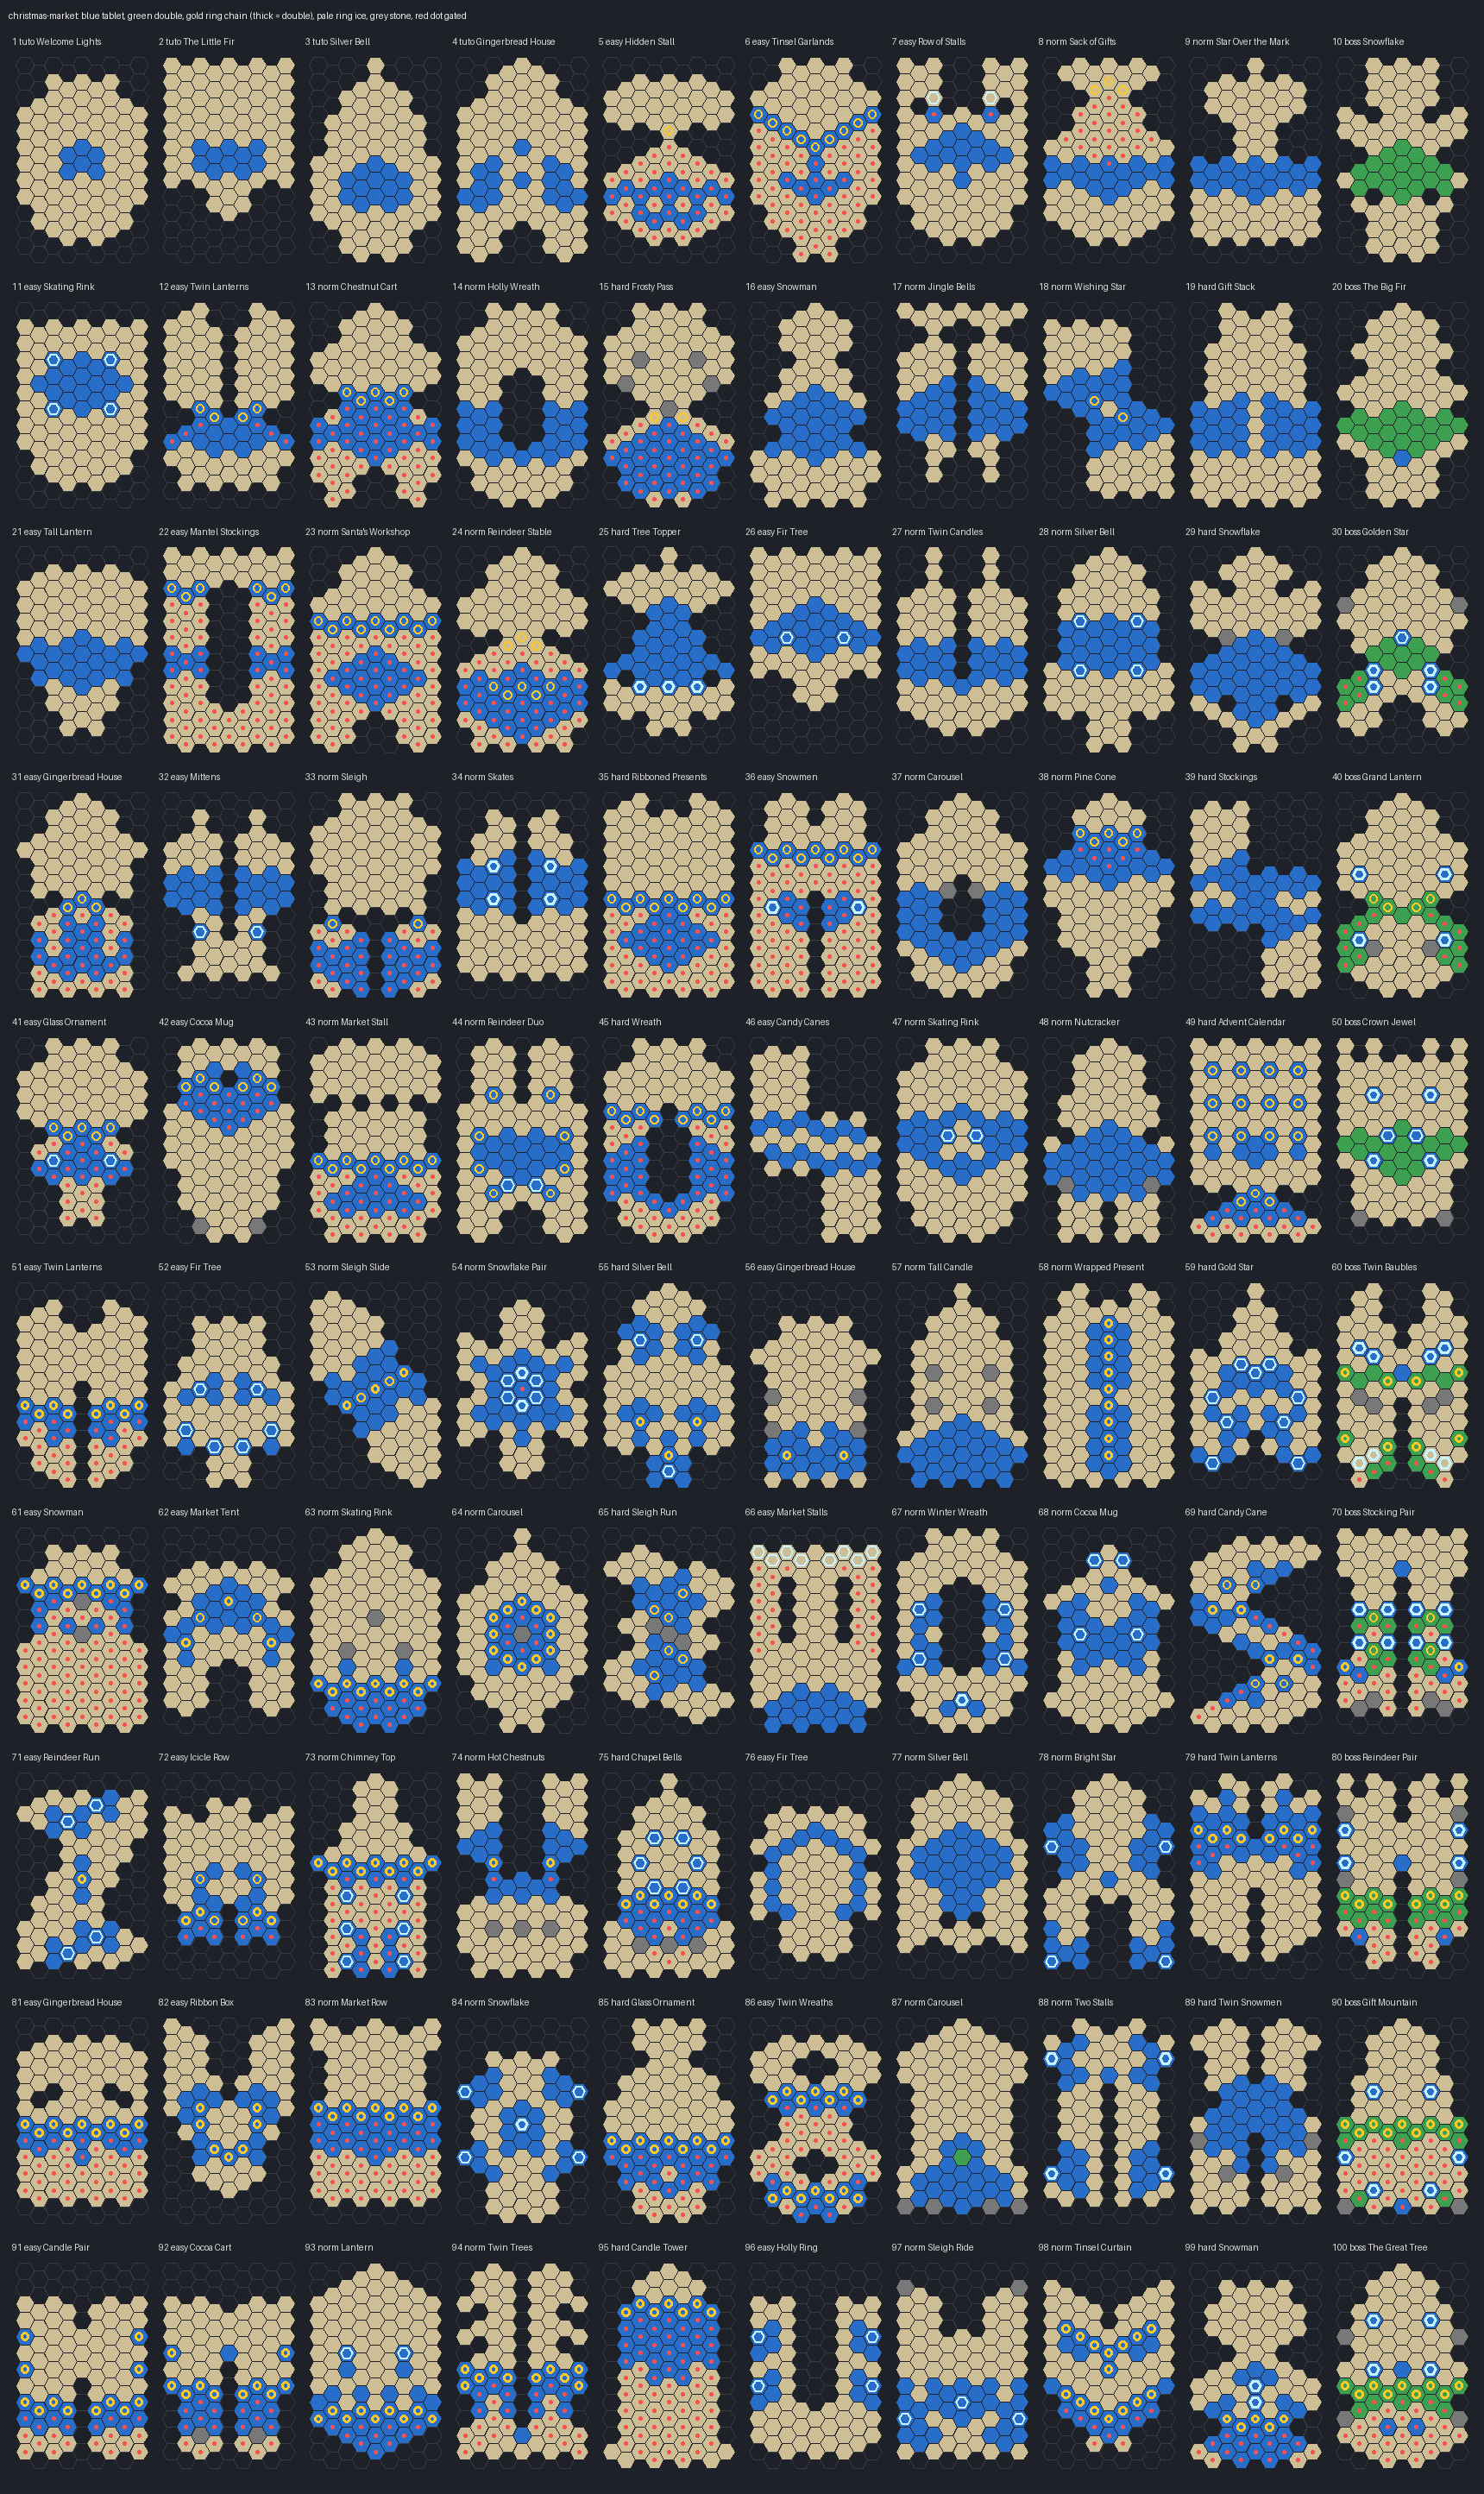 christmas-market: blue tablet, green double, gold ring chain (thick = double), pale ring ice, grey stone, red dot gated
1 tuto Welcome Lights
2 tuto The Little Fir
3 tuto Silver Bell
4 tuto Gingerbread House
5 easy Hidden Stall
6 easy Tinsel Garlands
7 easy Row of Stalls
8 norm Sack of Gifts
9 norm Star Over the Mark
10 boss Snowflake
11 easy Skating Rink
12 easy Twin Lanterns
13 norm Chestnut Cart
14 norm Holly Wreath
15 hard Frosty Pass
16 easy Snowman
17 norm Jingle Bells
18 norm Wishing Star
19 hard Gift Stack
20 boss The Big Fir
21 easy Tall Lantern
22 easy Mantel Stockings
23 norm Santa's Workshop
24 norm Reindeer Stable
25 hard Tree Topper
26 easy Fir Tree
27 norm Twin Candles
28 norm Silver Bell
29 hard Snowflake
30 boss Golden Star
31 easy Gingerbread House
32 easy Mittens
33 norm Sleigh
34 norm Skates
35 hard Ribboned Presents
36 easy Snowmen
37 norm Carousel
38 norm Pine Cone
39 hard Stockings
40 boss Grand Lantern
41 easy Glass Ornament
42 easy Cocoa Mug
43 norm Market Stall
44 norm Reindeer Duo
45 hard Wreath
46 easy Candy Canes
47 norm Skating Rink
48 norm Nutcracker
49 hard Advent Calendar
50 boss Crown Jewel
51 easy Twin Lanterns
52 easy Fir Tree
53 norm Sleigh Slide
54 norm Snowflake Pair
55 hard Silver Bell
56 easy Gingerbread House
57 norm Tall Candle
58 norm Wrapped Present
59 hard Gold Star
60 boss Twin Baubles
61 easy Snowman
62 easy Market Tent
63 norm Skating Rink
64 norm Carousel
65 hard Sleigh Run
66 easy Market Stalls
67 norm Winter Wreath
68 norm Cocoa Mug
69 hard Candy Cane
70 boss Stocking Pair
71 easy Reindeer Run
72 easy Icicle Row
73 norm Chimney Top
74 norm Hot Chestnuts
75 hard Chapel Bells
76 easy Fir Tree
77 norm Silver Bell
78 norm Bright Star
79 hard Twin Lanterns
80 boss Reindeer Pair
81 easy Gingerbread House
82 easy Ribbon Box
83 norm Market Row
84 norm Snowflake
85 hard Glass Ornament
86 easy Twin Wreaths
87 norm Carousel
88 norm Two Stalls
89 hard Twin Snowmen
90 boss Gift Mountain
91 easy Candle Pair
92 easy Cocoa Cart
93 norm Lantern
94 norm Twin Trees
95 hard Candle Tower
96 easy Holly Ring
97 norm Sleigh Ride
98 norm Tinsel Curtain
99 hard Snowman
100 boss The Great Tree